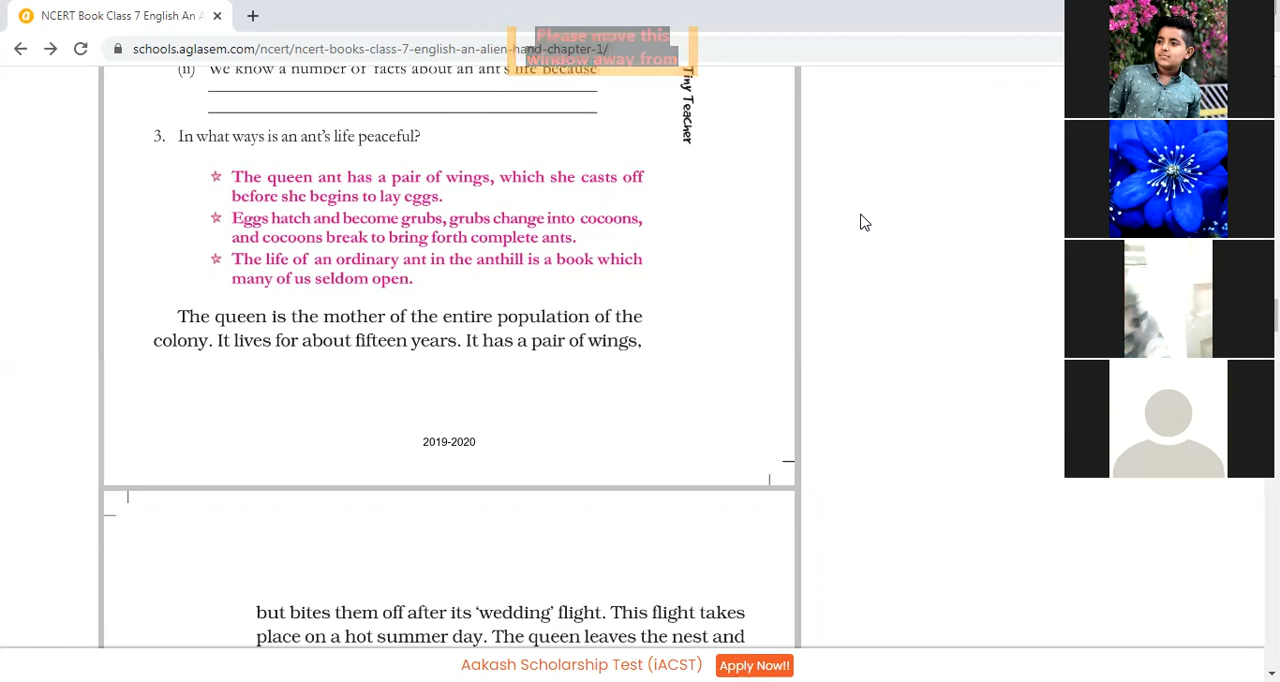 NCERT Book Class 7 English An A
schools.aglasem.com/ncert/ncert-books-class-7-english-an-alien-hand-chapter-1/
Please move this
window away from
(ii) We know a number of facts about an ant's life because
Tiny Teacher
3. In what ways is an ant's life peaceful?
☆ The queen ant has a pair of wings, which she casts off
before she begins to lay eggs.
☆ Eggs hatch and become grubs, grubs change into cocoons,
and cocoons break to bring forth complete ants.
☆ The life of an ordinary ant in the anthill is a book which
many of us seldom open.
The queen is the mother of the entire population of the
colony. It lives for about fifteen years. It has a pair of wings,
2019-2020
but bites them off after its ‘wedding’ flight. This flight takes
place on a hot summer day. The queen leaves the nest and
Aakash Scholarship Test (iACST) Apply Now!!